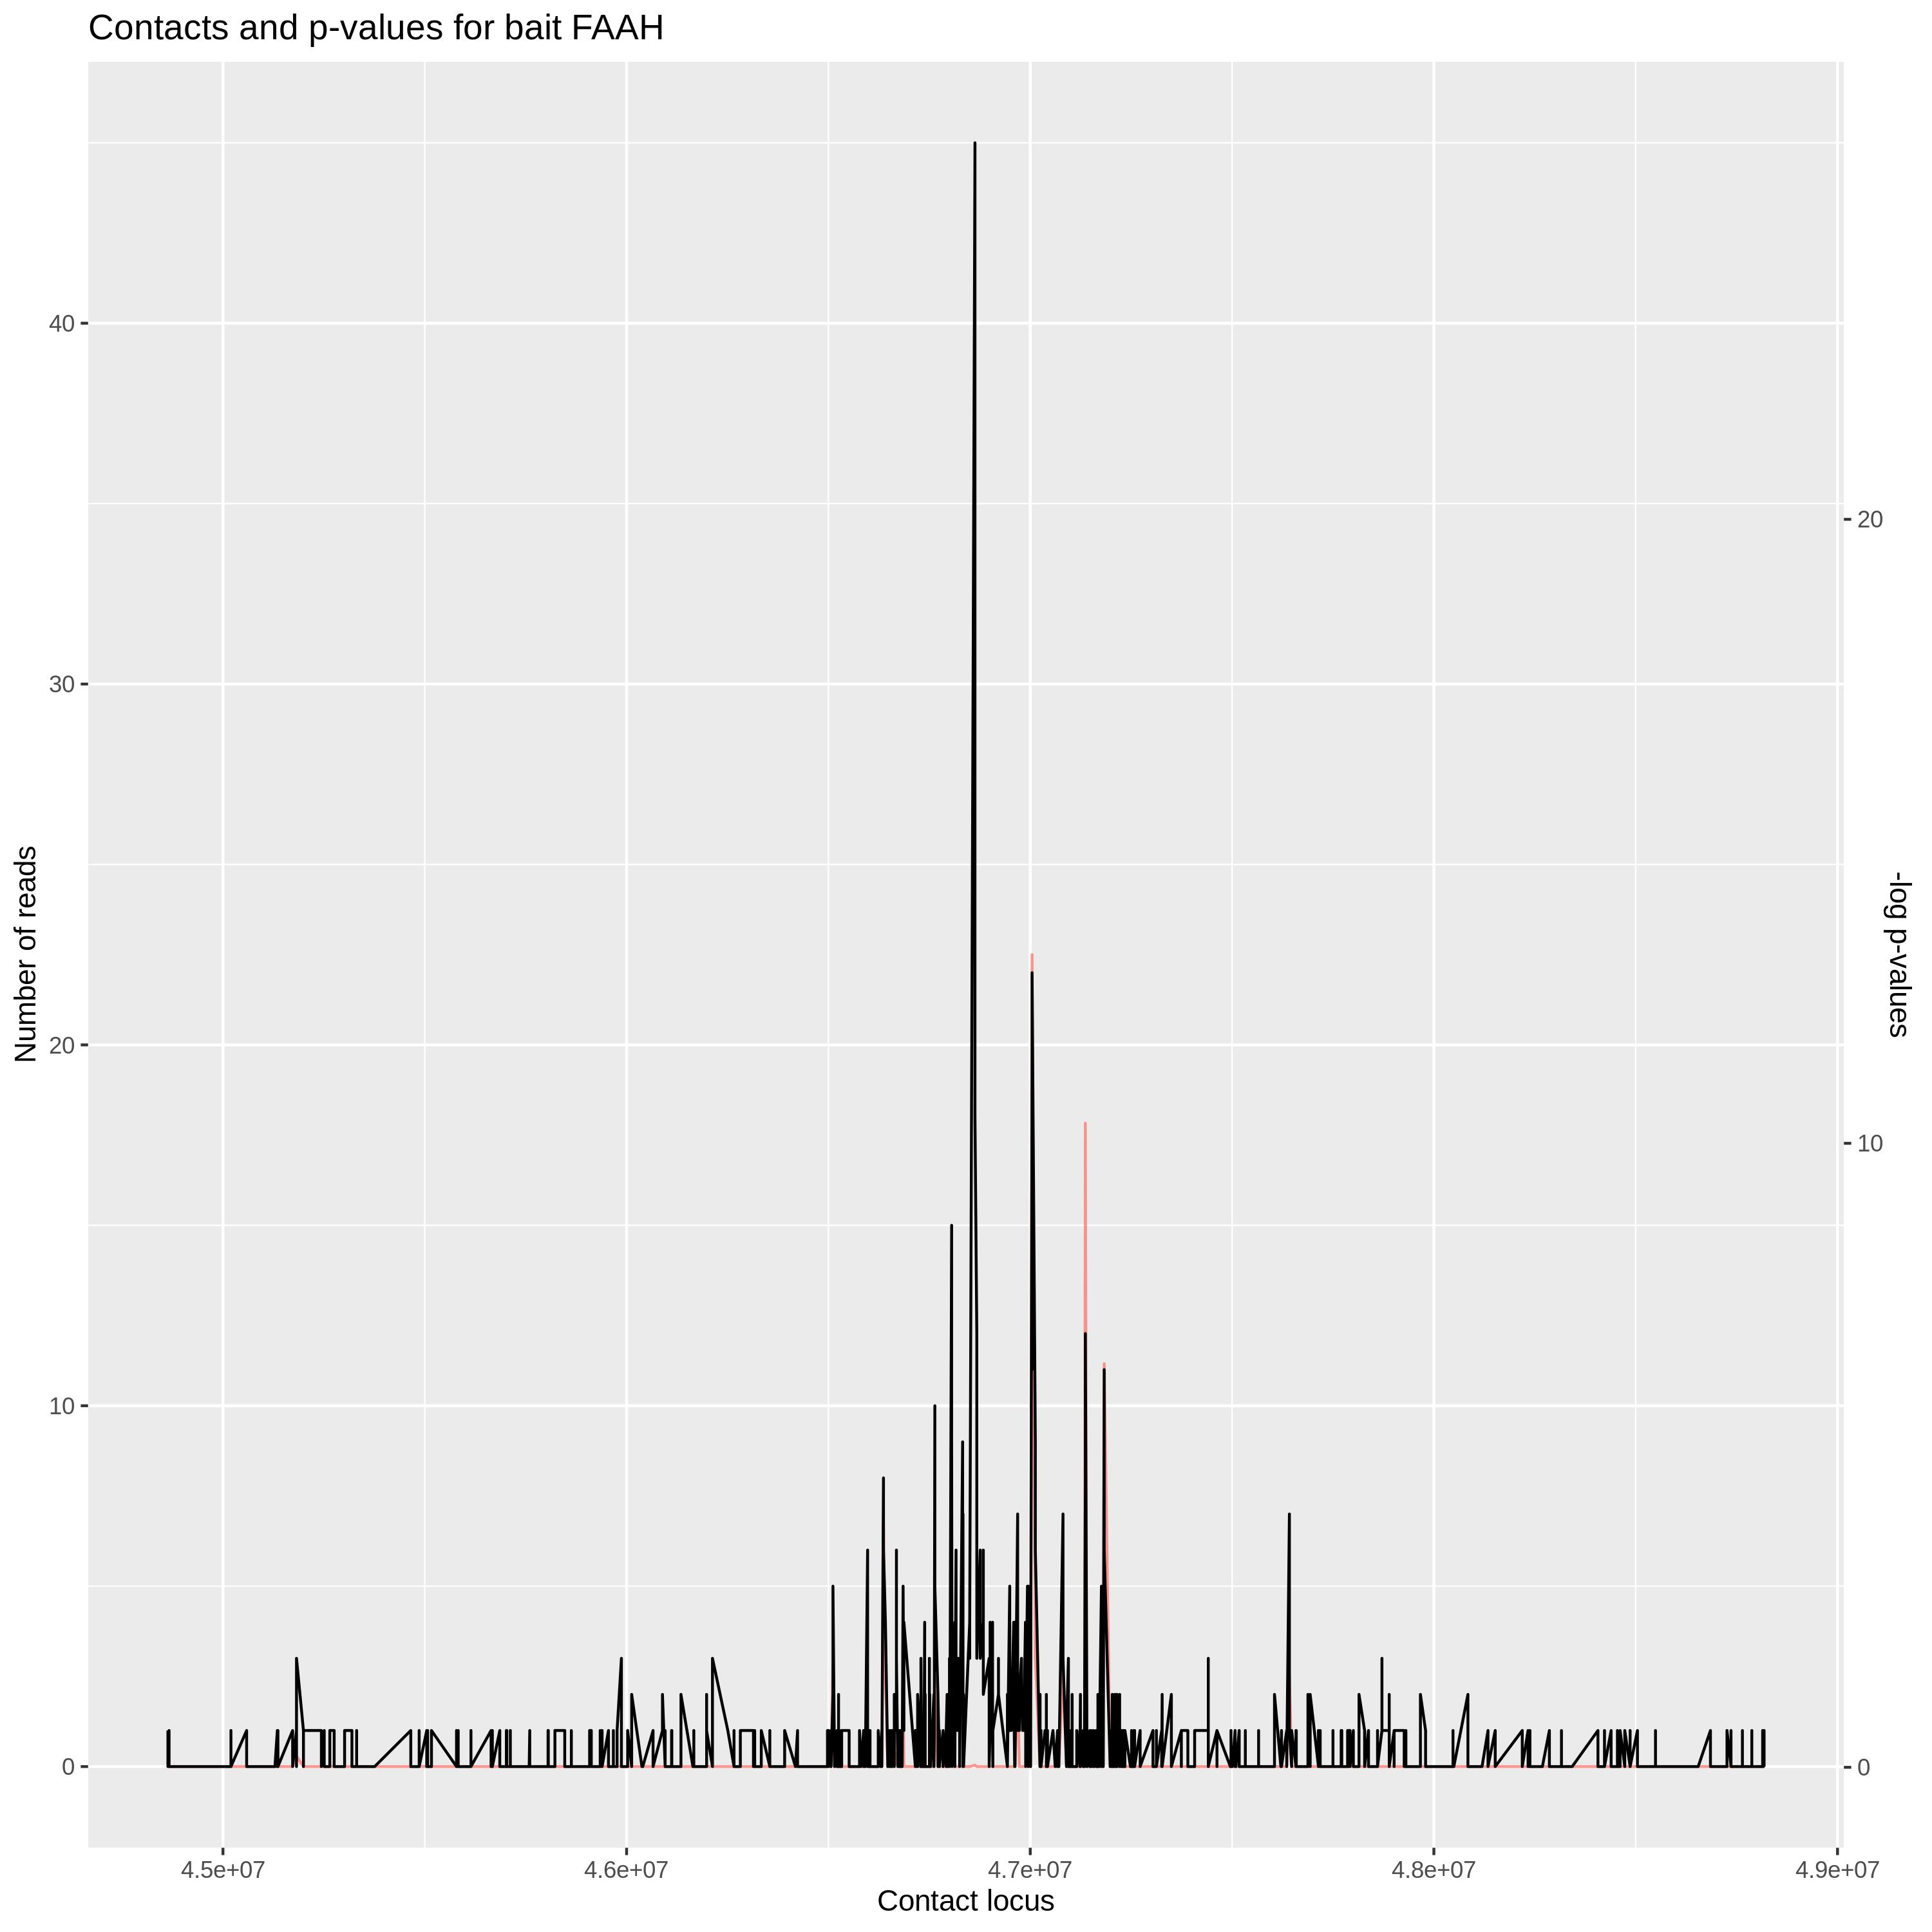 Contacts and p-values for bait FAAH
Number of reads
40
30
20
10
0
-log p-values
20
10
0
4.5e+07
4.6e+07
4.7e+07
4.8e+07
4.9e+07
Contact locus